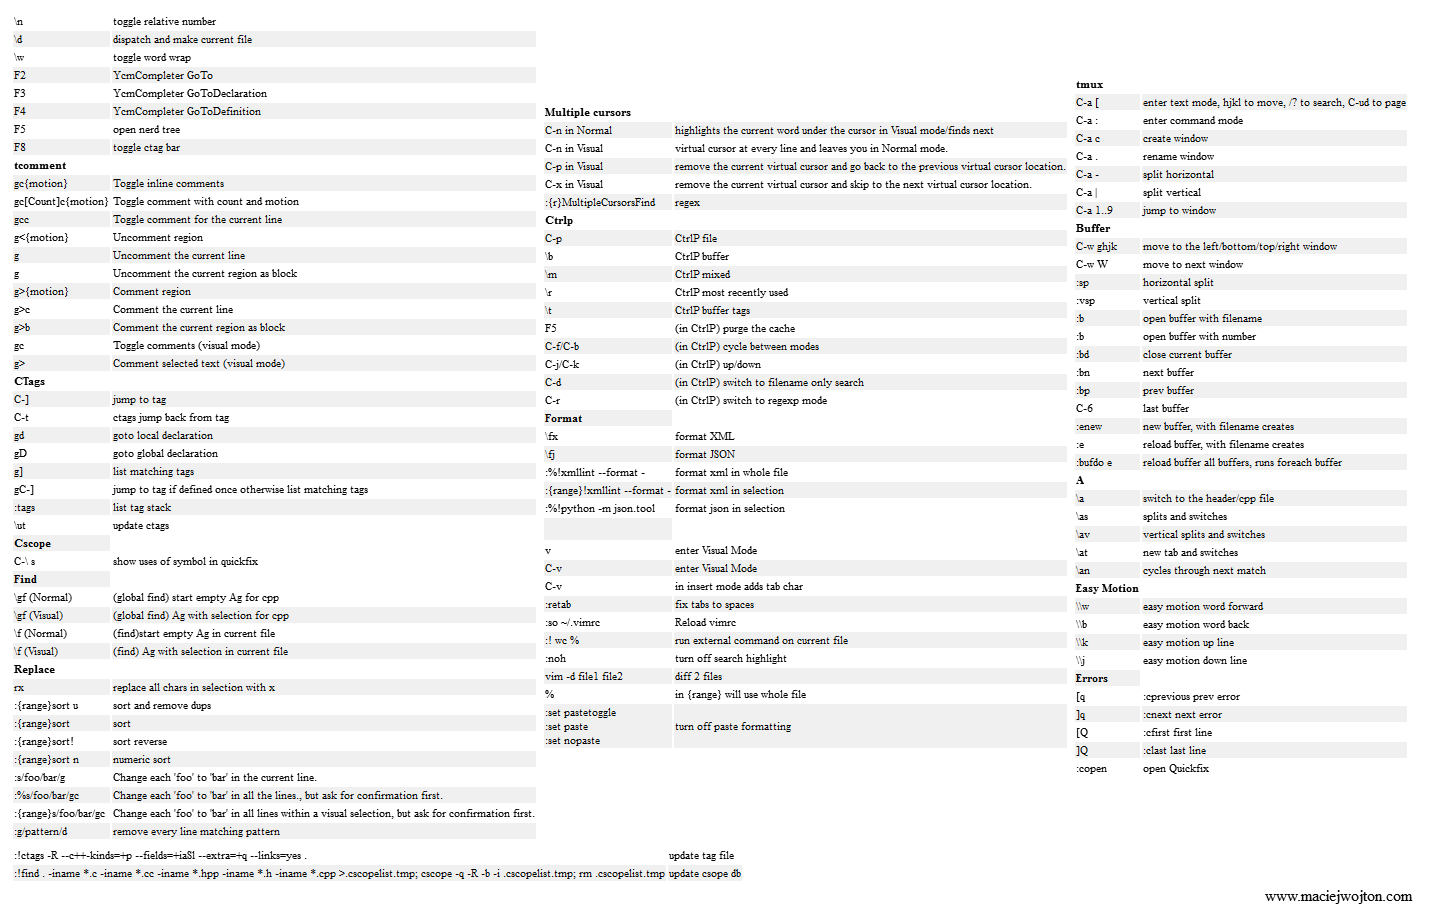 \n toggle relative number
\d dispatch and make current file
\w toggle word wrap
F2 YcmCompleter GoTo
F3 YcmCompleter GoToDeclaration
F4 YcmCompleter GoToDefinition
F5 open nerd tree
F8 toggle ctag bar
tcomment
gc{motion} Toggle inline comments
gc[Count]c{motion} Toggle comment with count and motion
gcc Toggle comment for the current line
g<{motion} Uncomment region
g Uncomment the current line
g Uncomment the current region as block
g>{motion} Comment region
g>c Comment the current line
g>b Comment the current region as block
gc Toggle comments (visual mode)
g> Comment selected text (visual mode)
CTags
C-] jump to tag
C-t ctags jump back from tag
gd goto local declaration
gD goto global declaration
g] list matching tags
gC-] jump to tag if defined once otherwise list matching tags
:tags list tag stack
\ut update ctags
Cscope
C-\ s show uses of symbol in quickfix
Find
\gf (Normal) (global find) start empty Ag for cpp
\gf (Visual) (global find) Ag with selection for cpp
\f (Normal) (find)start empty Ag in current file
\f (Visual) (find) Ag with selection in current file
Replace
rx replace all chars in selection with x
:{range}sort u sort and remove dups
:{range}sort sort
:{range}sort! sort reverse
:{range}sort n numeric sort
:s/foo/bar/g Change each 'foo' to 'bar' in the current line.
:%s/foo/bar/gc Change each 'foo' to 'bar' in all the lines., but ask for confirmation first.
:{range}s/foo/bar/gc Change each 'foo' to 'bar' in all lines within a visual selection, but ask for confirmation first.
:g/pattern/d remove every line matching pattern
Multiple cursors
C-n in Normal highlights the current word under the cursor in Visual mode/finds next
C-n in Visual virtual cursor at every line and leaves you in Normal mode.
C-p in Visual remove the current virtual cursor and go back to the previous virtual cursor location.
C-x in Visual remove the current virtual cursor and skip to the next virtual cursor location.
:{r}MultipleCursorsFind regex
Ctrlp
C-p CtrlP file
\b CtrlP buffer
\m CtrlP mixed
\r CtrlP most recently used
\t CtrlP buffer tags
F5 (in CtrlP) purge the cache
C-f/C-b (in CtrlP) cycle between modes
C-j/C-k (in CtrlP) up/down
C-d (in CtrlP) switch to filename only search
C-r (in CtrlP) switch to regexp mode
Format
\fx format XML
\fj format JSON
:%!xmllint --format - format xml in whole file
:{range}!xmllint --format - format xml in selection
:%!python -m json.tool format json in selection
v enter Visual Mode
C-v enter Visual Mode
C-v in insert mode adds tab char
:retab fix tabs to spaces
:so ~/.vimrc Reload vimrc
:! wc % run external command on current file
:noh turn off search highlight
vim -d file1 file2 diff 2 files
% in {range} will use whole file
:set pastetoggle
:set paste turn off paste formatting
:set nopaste
tmux
C-a [ enter text mode, hjkl to move, /? to search, C-ud to page
C-a : enter command mode
C-a c create window
C-a . rename window
C-a - split horizontal
C-a | split vertical
C-a 1..9 jump to window
Buffer
C-w ghjk move to the left/bottom/top/right window
C-w W move to next window
:sp horizontal split
:vsp vertical split
:b open buffer with filename
:b open buffer with number
:bd close current buffer
:bn next buffer
:bp prev buffer
C-6 last buffer
:enew new buffer, with filename creates
:e reload buffer, with filename creates
:bufdo e reload buffer all buffers, runs foreach buffer
A
\a switch to the header/cpp file
\as splits and switches
\av vertical splits and switches
\at new tab and switches
\an cycles through next match
Easy Motion
\\w easy motion word forward
\\b easy motion word back
\\k easy motion up line
\\j easy motion down line
Errors
[q :cprevious prev error
]q :cnext next error
[Q :cfirst first line
]Q :clast last line
:copen open Quickfix
:!ctags -R --c++-kinds=+p --fields=+iaSl --extra=+q --links=yes . update tag file
:!find . -iname *.c -iname *.cc -iname *.hpp -iname *.h -iname *.cpp >.cscopelist.tmp; cscope -q -R -b -i .cscopelist.tmp; rm .cscopelist.tmp update csope db
www.maciejwojton.com